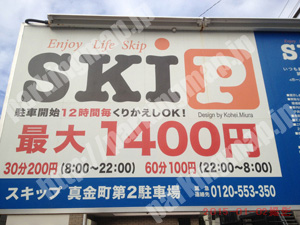 Enjoy Life Skip
SKiP
Design by Kohei Miura
駐車開始12時間毎くりかえしOK!
最大1400円
30分200円(8:00〜22:00) 60分100円(22:00〜8:00)
スキップ 真金町第2駐車場
0120-553-350